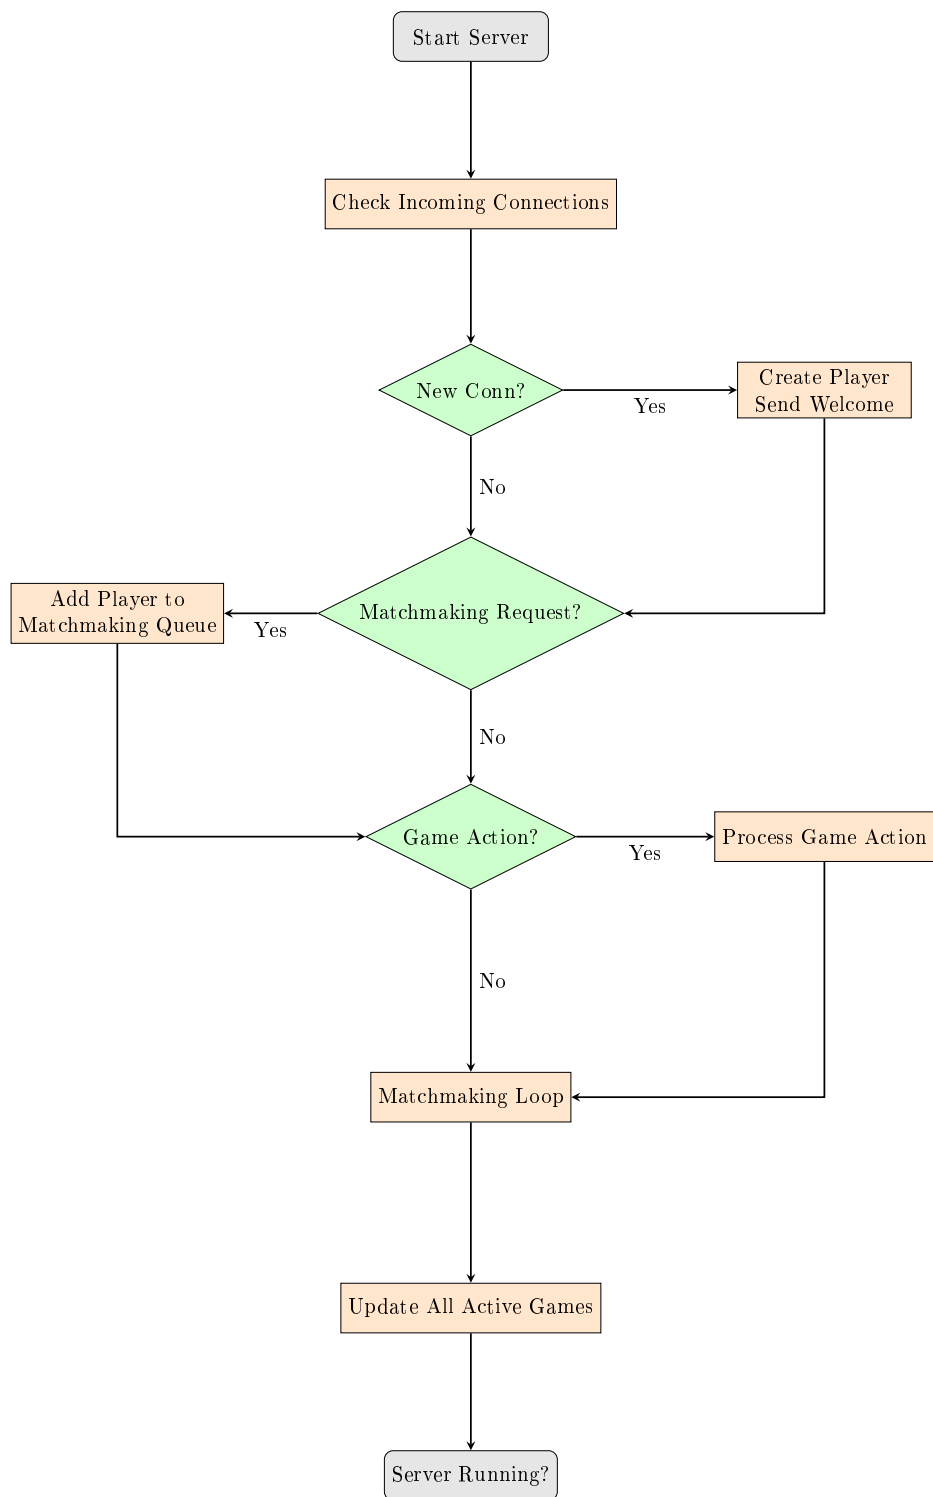 Start Server
Check Incoming Connections
New Conn?
Yes
Create Player
Send Welcome
No
Add Player to
Matchmaking Queue
Yes
Matchmaking Request?
No
Game Action?
Yes
Process Game Action
No
Matchmaking Loop
Update All Active Games
Server Running?